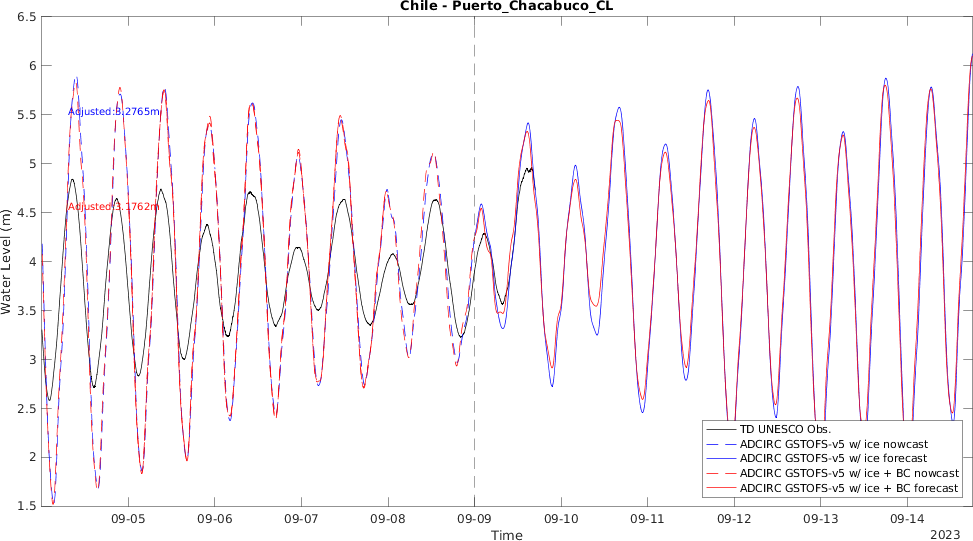 Chile - Puerto_Chacabuco_CL
6.5
6
5.5
5
4.5
4
3.5
3
2.5
2
1.5
Water Level (m)
Adjusted:3.2765m
Adjusted:3.1762m
TD UNESCO Obs.
ADCIRC GSTOFS-v5 w/ ice nowcast
ADCIRC GSTOFS-v5 w/ ice forecast
ADCIRC GSTOFS-v5 w/ ice + BC nowcast
ADCIRC GSTOFS-v5 w/ ice + BC forecast
09-05 09-06 09-07 09-08 09-09 09-10 09-11 09-12 09-13 09-14
Time
2023